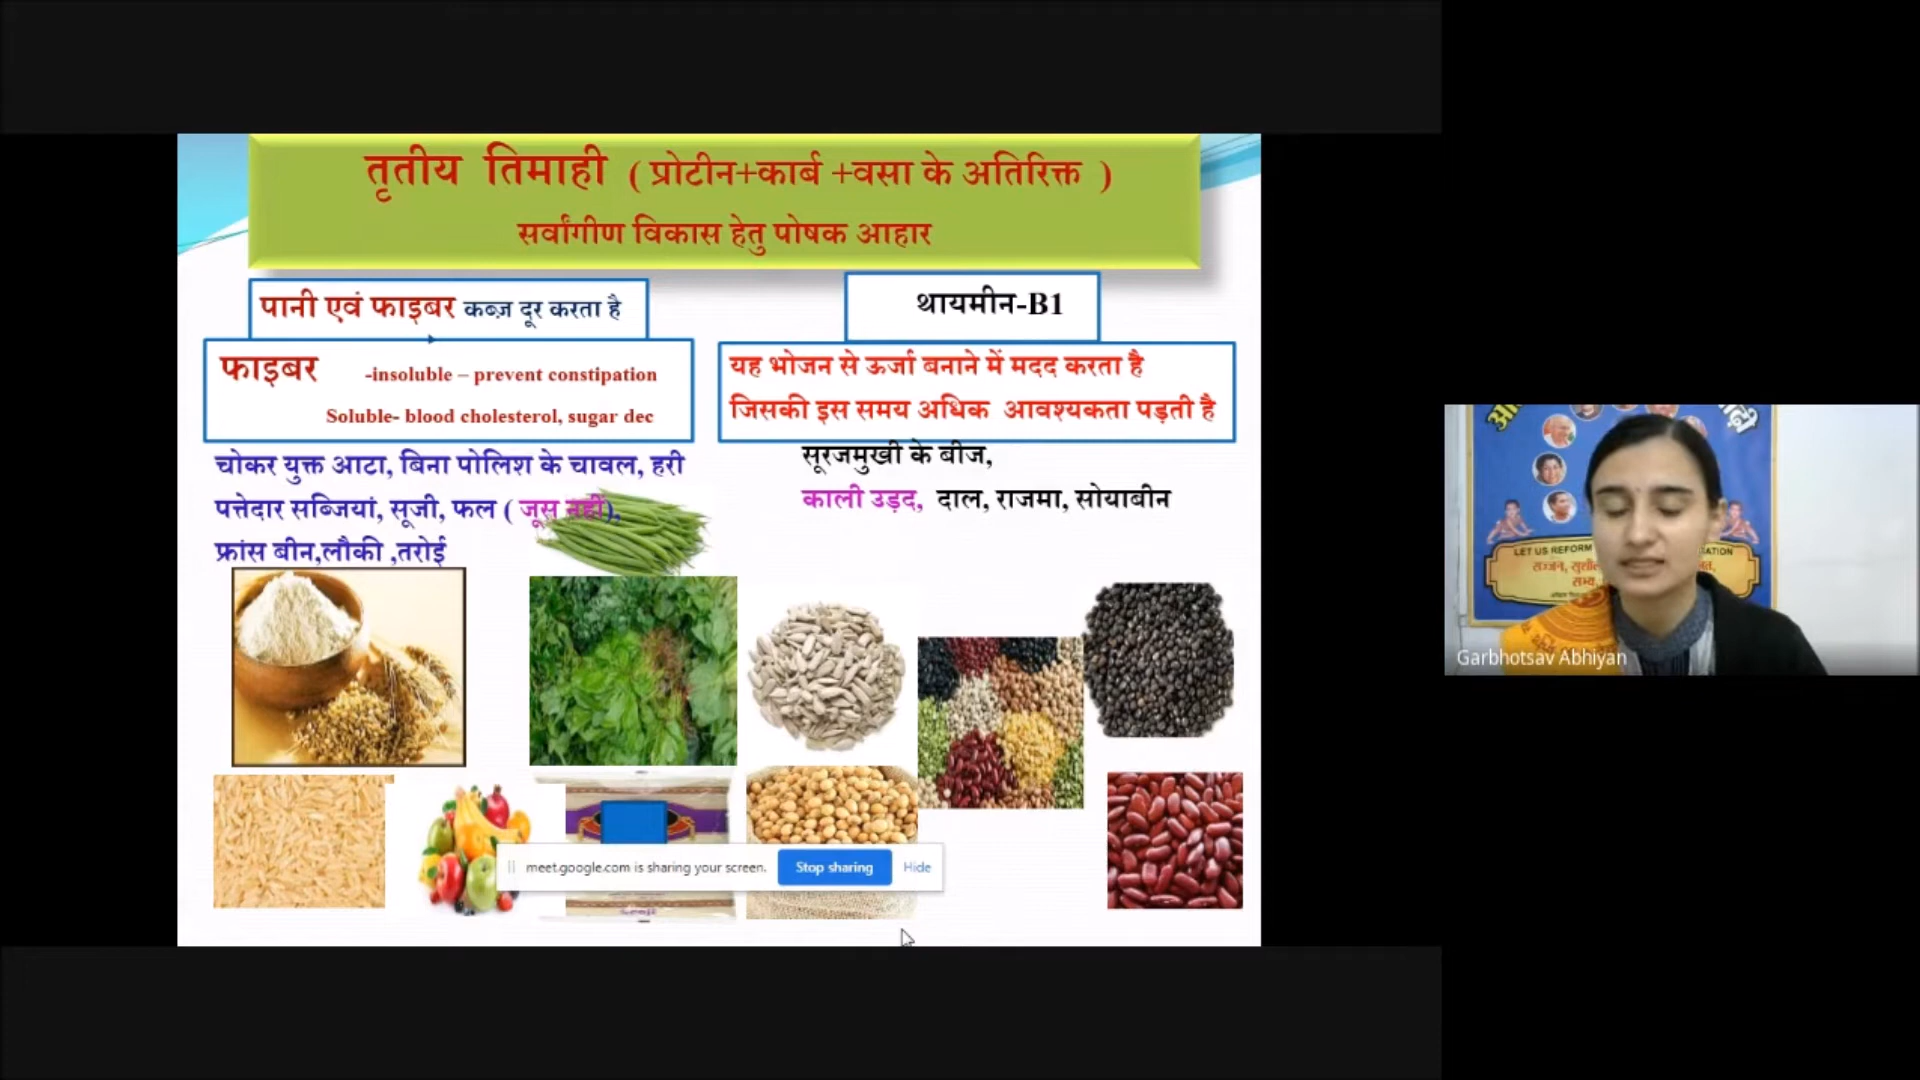 तृतीय तिमाही ( प्रोटीन+कार्ब +वसा के अतिरिक्त )
सर्वांगीण विकास हेतु पोषक आहार
पानी एवं फाइबर कब्ज़ दूर करता है
फाइबर -insoluble – prevent constipation
Soluble- blood cholesterol, sugar dec
चोकर युक्त आटा, बिना पोलिश के चावल, हरी
पत्तेदार सब्जियां, सूजी, फल ( जूस नहीं),
फ्रांस बीन,लौकी ,तरोई
थायमीन-B1
यह भोजन से ऊर्जा बनाने में मदद करता है
जिसकी इस समय अधिक आवश्यकता पड़ती है
सूरजमुखी के बीज,
काली उड़द, दाल, राजमा, सोयाबीन
meet.google.com is sharing your screen. Stop sharing Hide
LET US REFORM
सभ्य,
Garbhotsav Abhiyan